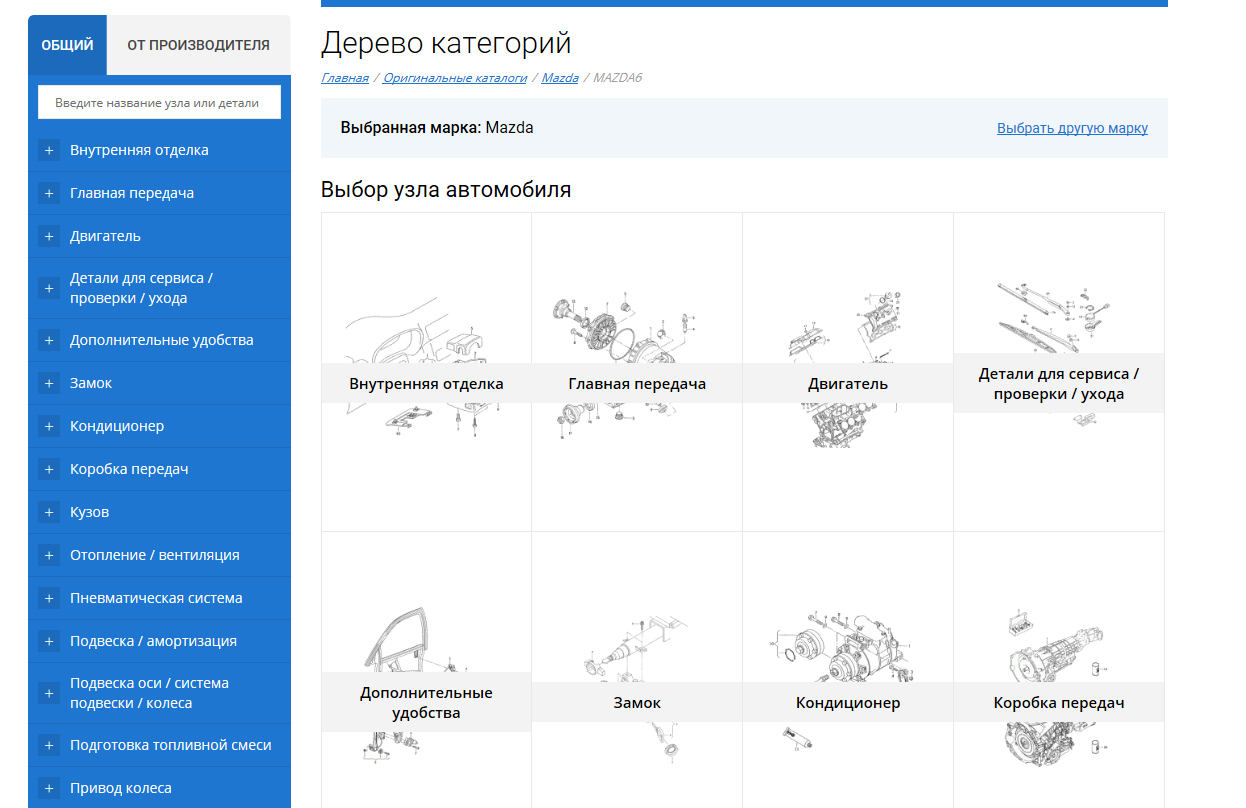 ОБЩИЙ
ОТ ПРОИЗВОДИТЕЛЯ
Введите название узла или детали
+ Внутренняя отделка
+ Главная передача
+ Двигатель
+ Детали для сервиса /
проверки / ухода
+ Дополнительные удобства
+ Замок
+ Кондиционер
+ Коробка передач
+ Кузов
+ Отопление / вентиляция
+ Пневматическая система
+ Подвеска / амортизация
+ Подвеска оси / система
подвески / колеса
+ Подготовка топливной смеси
+ Привод колеса
Дерево категорий
Главная / Оригинальные каталоги / Mazda / MAZDA6
Выбранная марка: Mazda
Выбрать другую марку
Выбор узла автомобиля
Внутренняя отделка
Главная передача
Двигатель
Детали для сервиса /
проверки / ухода
Дополнительные
удобства
Замок
Кондиционер
Коробка передач